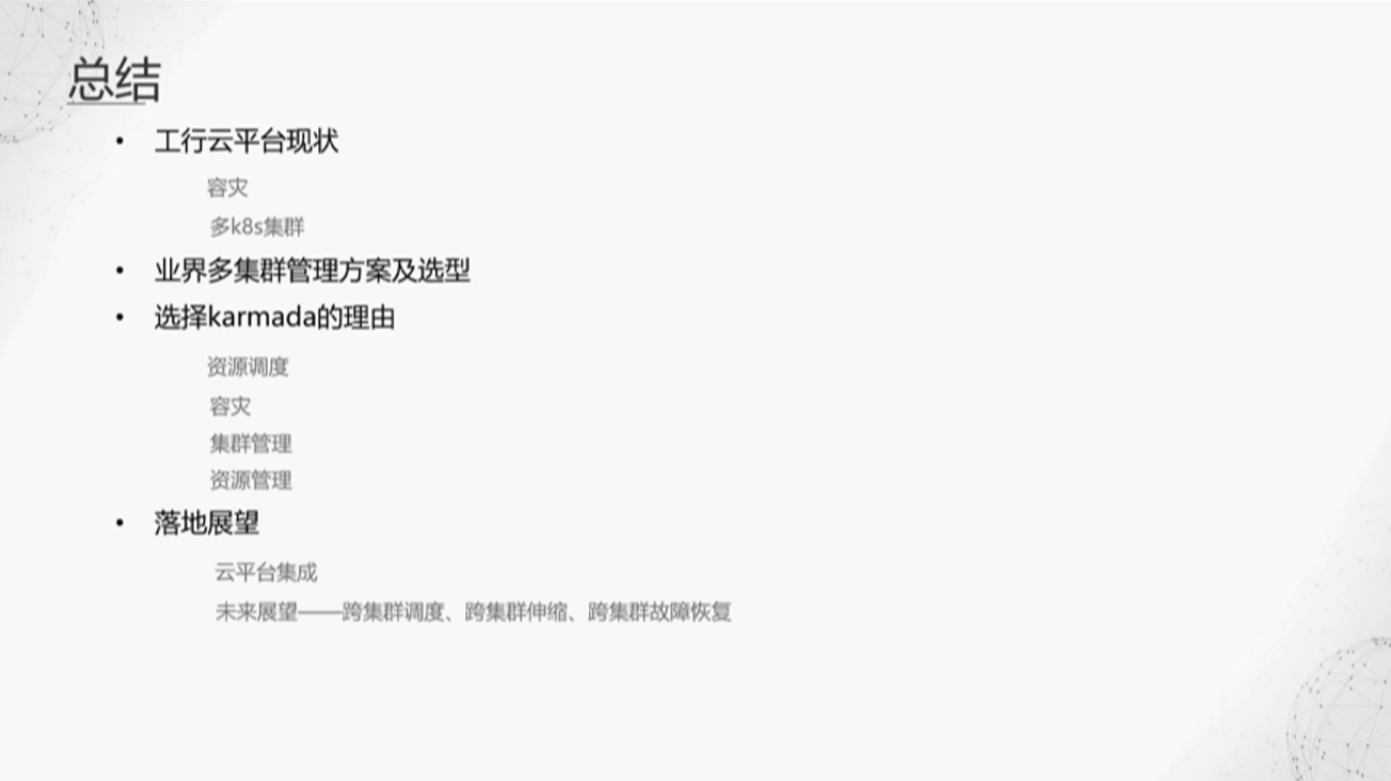 总结
• 工行云平台现状
容灾
多k8s集群
• 业界多集群管理方案及选型
• 选择karmada的理由
资源调度
容灾
集群管理
资源管理
• 落地展望
云平台集成
未来展望——跨集群调度、跨集群伸缩、跨集群故障恢复